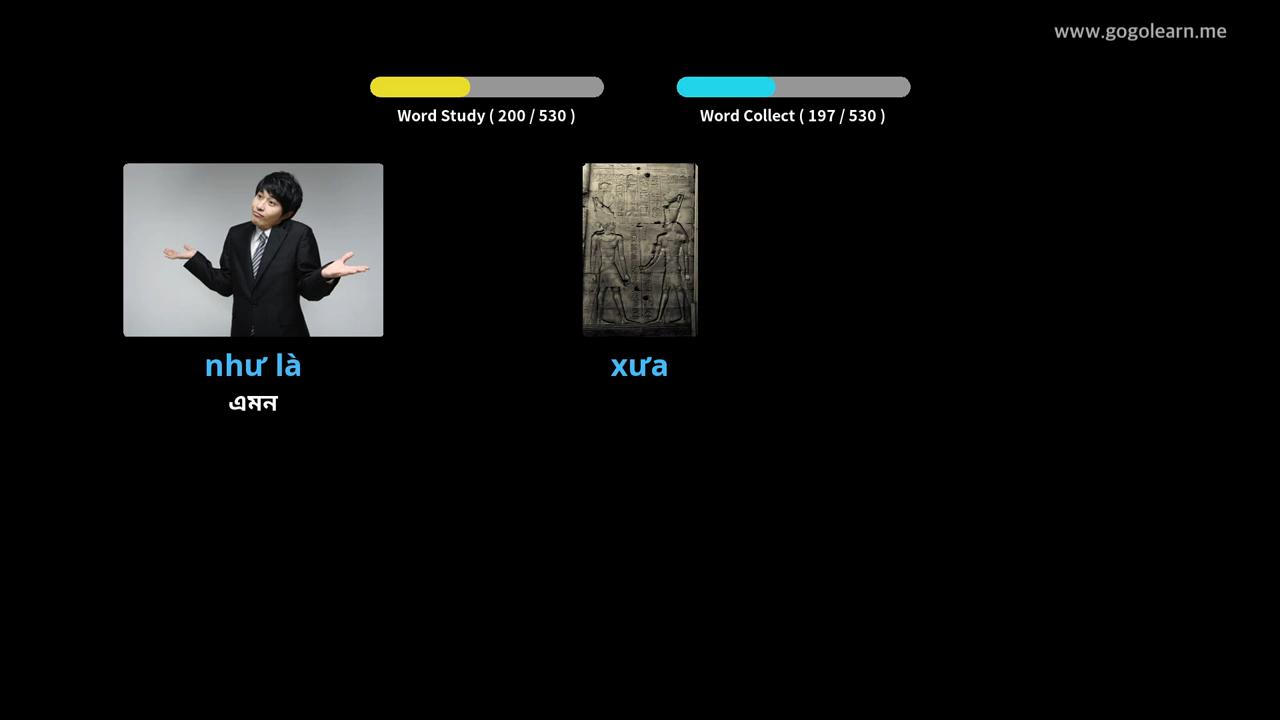 www.gogolearn.me
Word Study ( 200 / 530 )
Word Collect ( 197 / 530 )
như là
এমন
xưa